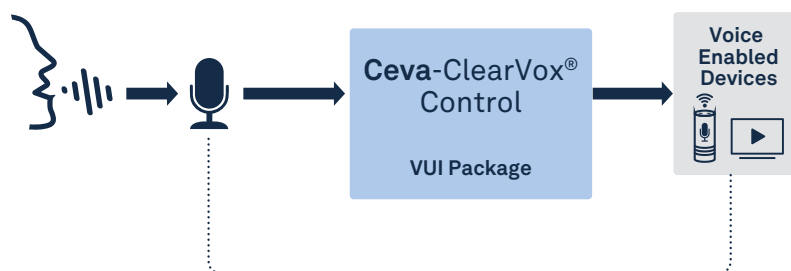 Ceva-ClearVox®
Control
VUI Package
Voice
Enabled
Devices